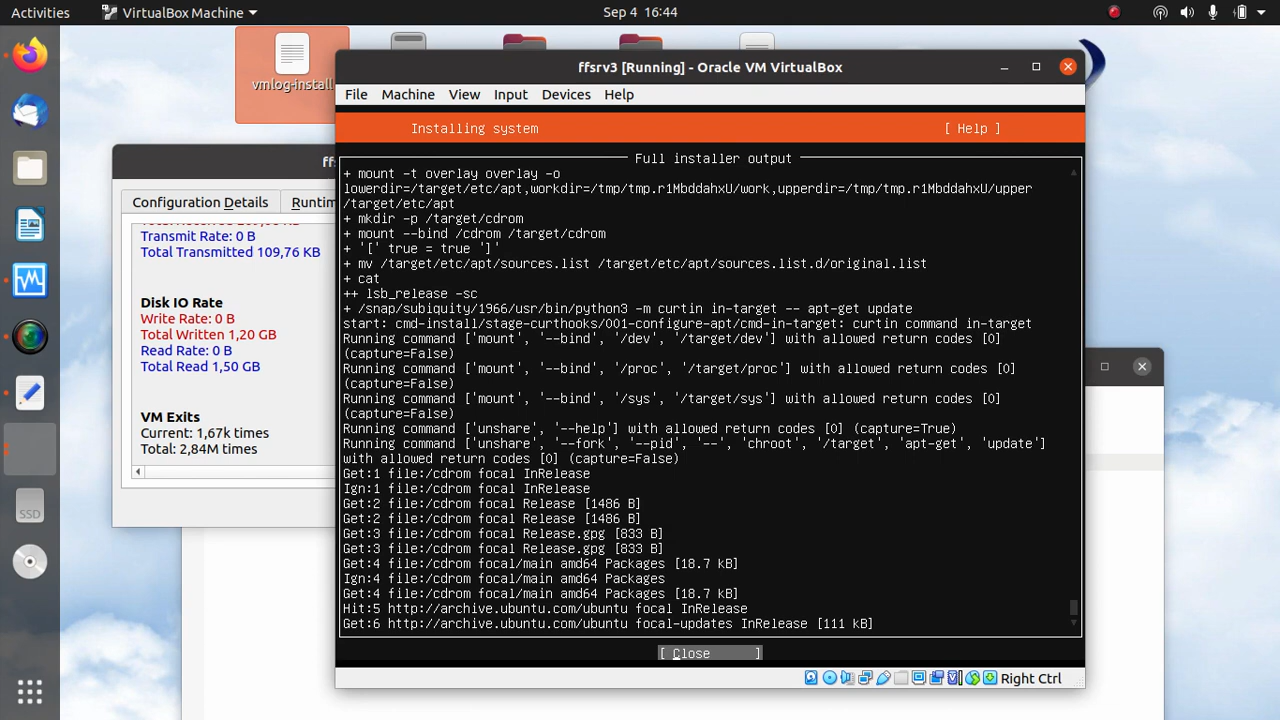 Activities
VirtualBox Machine
Sep 4 16:44
vmlog-install
ffsrv3 [Running] - Oracle VM VirtualBox
File Machine View Input Devices Help
Installing system
[ Help ]
Full installer output
+ mount -t overlay overlay -o
lowerdir=/target/etc/apt,workdir=/tmp/tmp.r1MbddahxU/work,upperdir=/tmp/tmp.r1MbddahxU/upper
/target/etc/apt
+ mkdir -p /target/cdrom
+ mount --bind /cdrom /target/cdrom
+ '[' true = true ']'
+ mv /target/etc/apt/sources.list /target/etc/apt/sources.list.d/original.list
+ cat
++ lsb_release -sc
+ /snap/subiquity/1966/usr/bin/python3 -m curtin in-target -- apt-get update
start: cmd-install/stage-curthooks/001-configure-apt/cmd-in-target: curtin command in-target
Running command ['mount', '--bind', '/dev', '/target/dev'] with allowed return codes [0]
(capture=False)
Running command ['mount', '--bind', '/proc', '/target/proc'] with allowed return codes [0]
(capture=False)
Running command ['mount', '--bind', '/sys', '/target/sys'] with allowed return codes [0]
(capture=False)
Running command ['unshare', '--help'] with allowed return codes [0] (capture=True)
Running command ['unshare', '--fork', '--pid', '--', 'chroot', '/target', 'apt-get', 'update']
with allowed return codes [0] (capture=False)
Get:1 file:/cdrom focal InRelease
Ign:1 file:/cdrom focal InRelease
Get:2 file:/cdrom focal Release [1486 B]
Get:2 file:/cdrom focal Release [1486 B]
Get:3 file:/cdrom focal Release.gpg [833 B]
Get:3 file:/cdrom focal Release.gpg [833 B]
Get:4 file:/cdrom focal/main amd64 Packages [18.7 kB]
Ign:4 file:/cdrom focal/main amd64 Packages
Get:4 file:/cdrom focal/main amd64 Packages [18.7 kB]
Hit:5 http://archive.ubuntu.com/ubuntu focal InRelease
Get:6 http://archive.ubuntu.com/ubuntu focal-updates InRelease [111 kB]
[ Close ]
Right Ctrl
Configuration Details
Transmit Rate: 0 B
Total Transmitted 109,76 KB
Disk IO Rate
Write Rate: 0 B
Total Written 1,20 GB
Read Rate: 0 B
Total Read 1,50 GB
VM Exits
Current: 1,67k times
Total: 2,84M times
SSD